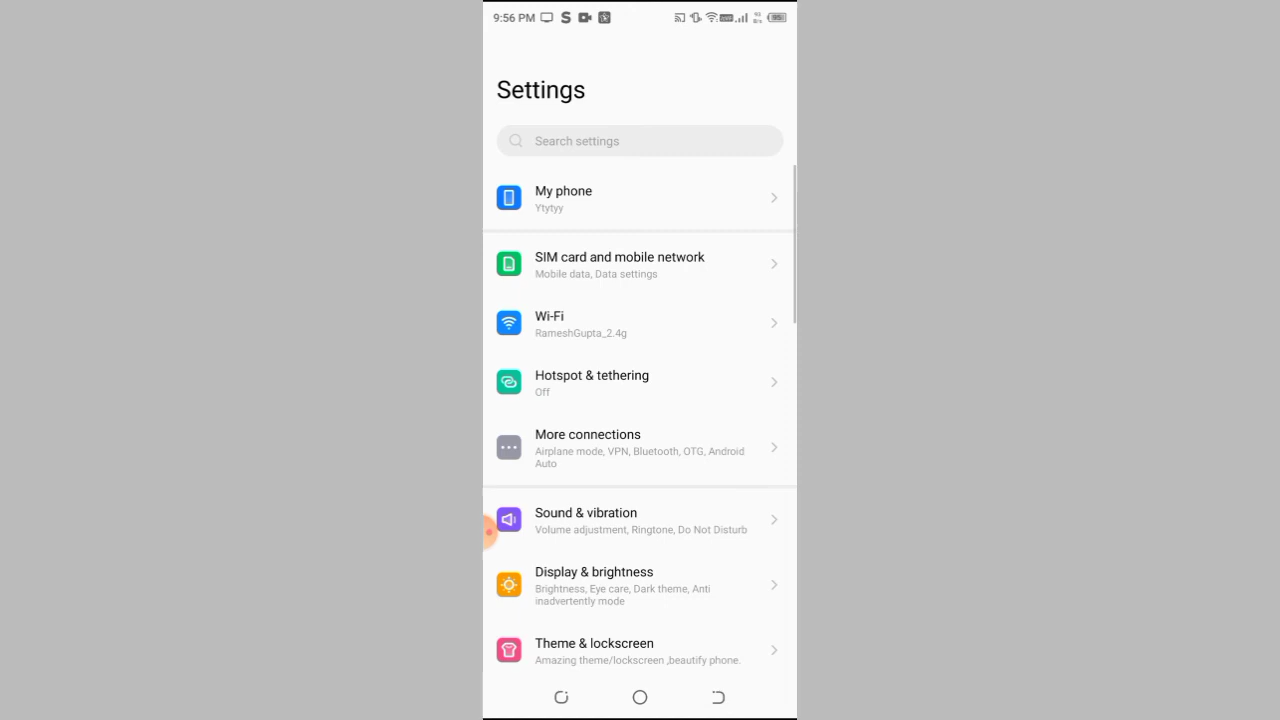 9:56 PM
Settings
Search settings
My phone
Ytytyy
SIM card and mobile network
Mobile data, Data settings
Wi-Fi
RameshGupta_2.4g
Hotspot & tethering
Off
More connections
Airplane mode, VPN, Bluetooth, OTG, Android
Auto
Sound & vibration
Volume adjustment, Ringtone, Do Not Disturb
Display & brightness
Brightness, Eye care, Dark theme, Anti
inadvertently mode
Theme & lockscreen
Amazing theme/lockscreen ,beautify phone.